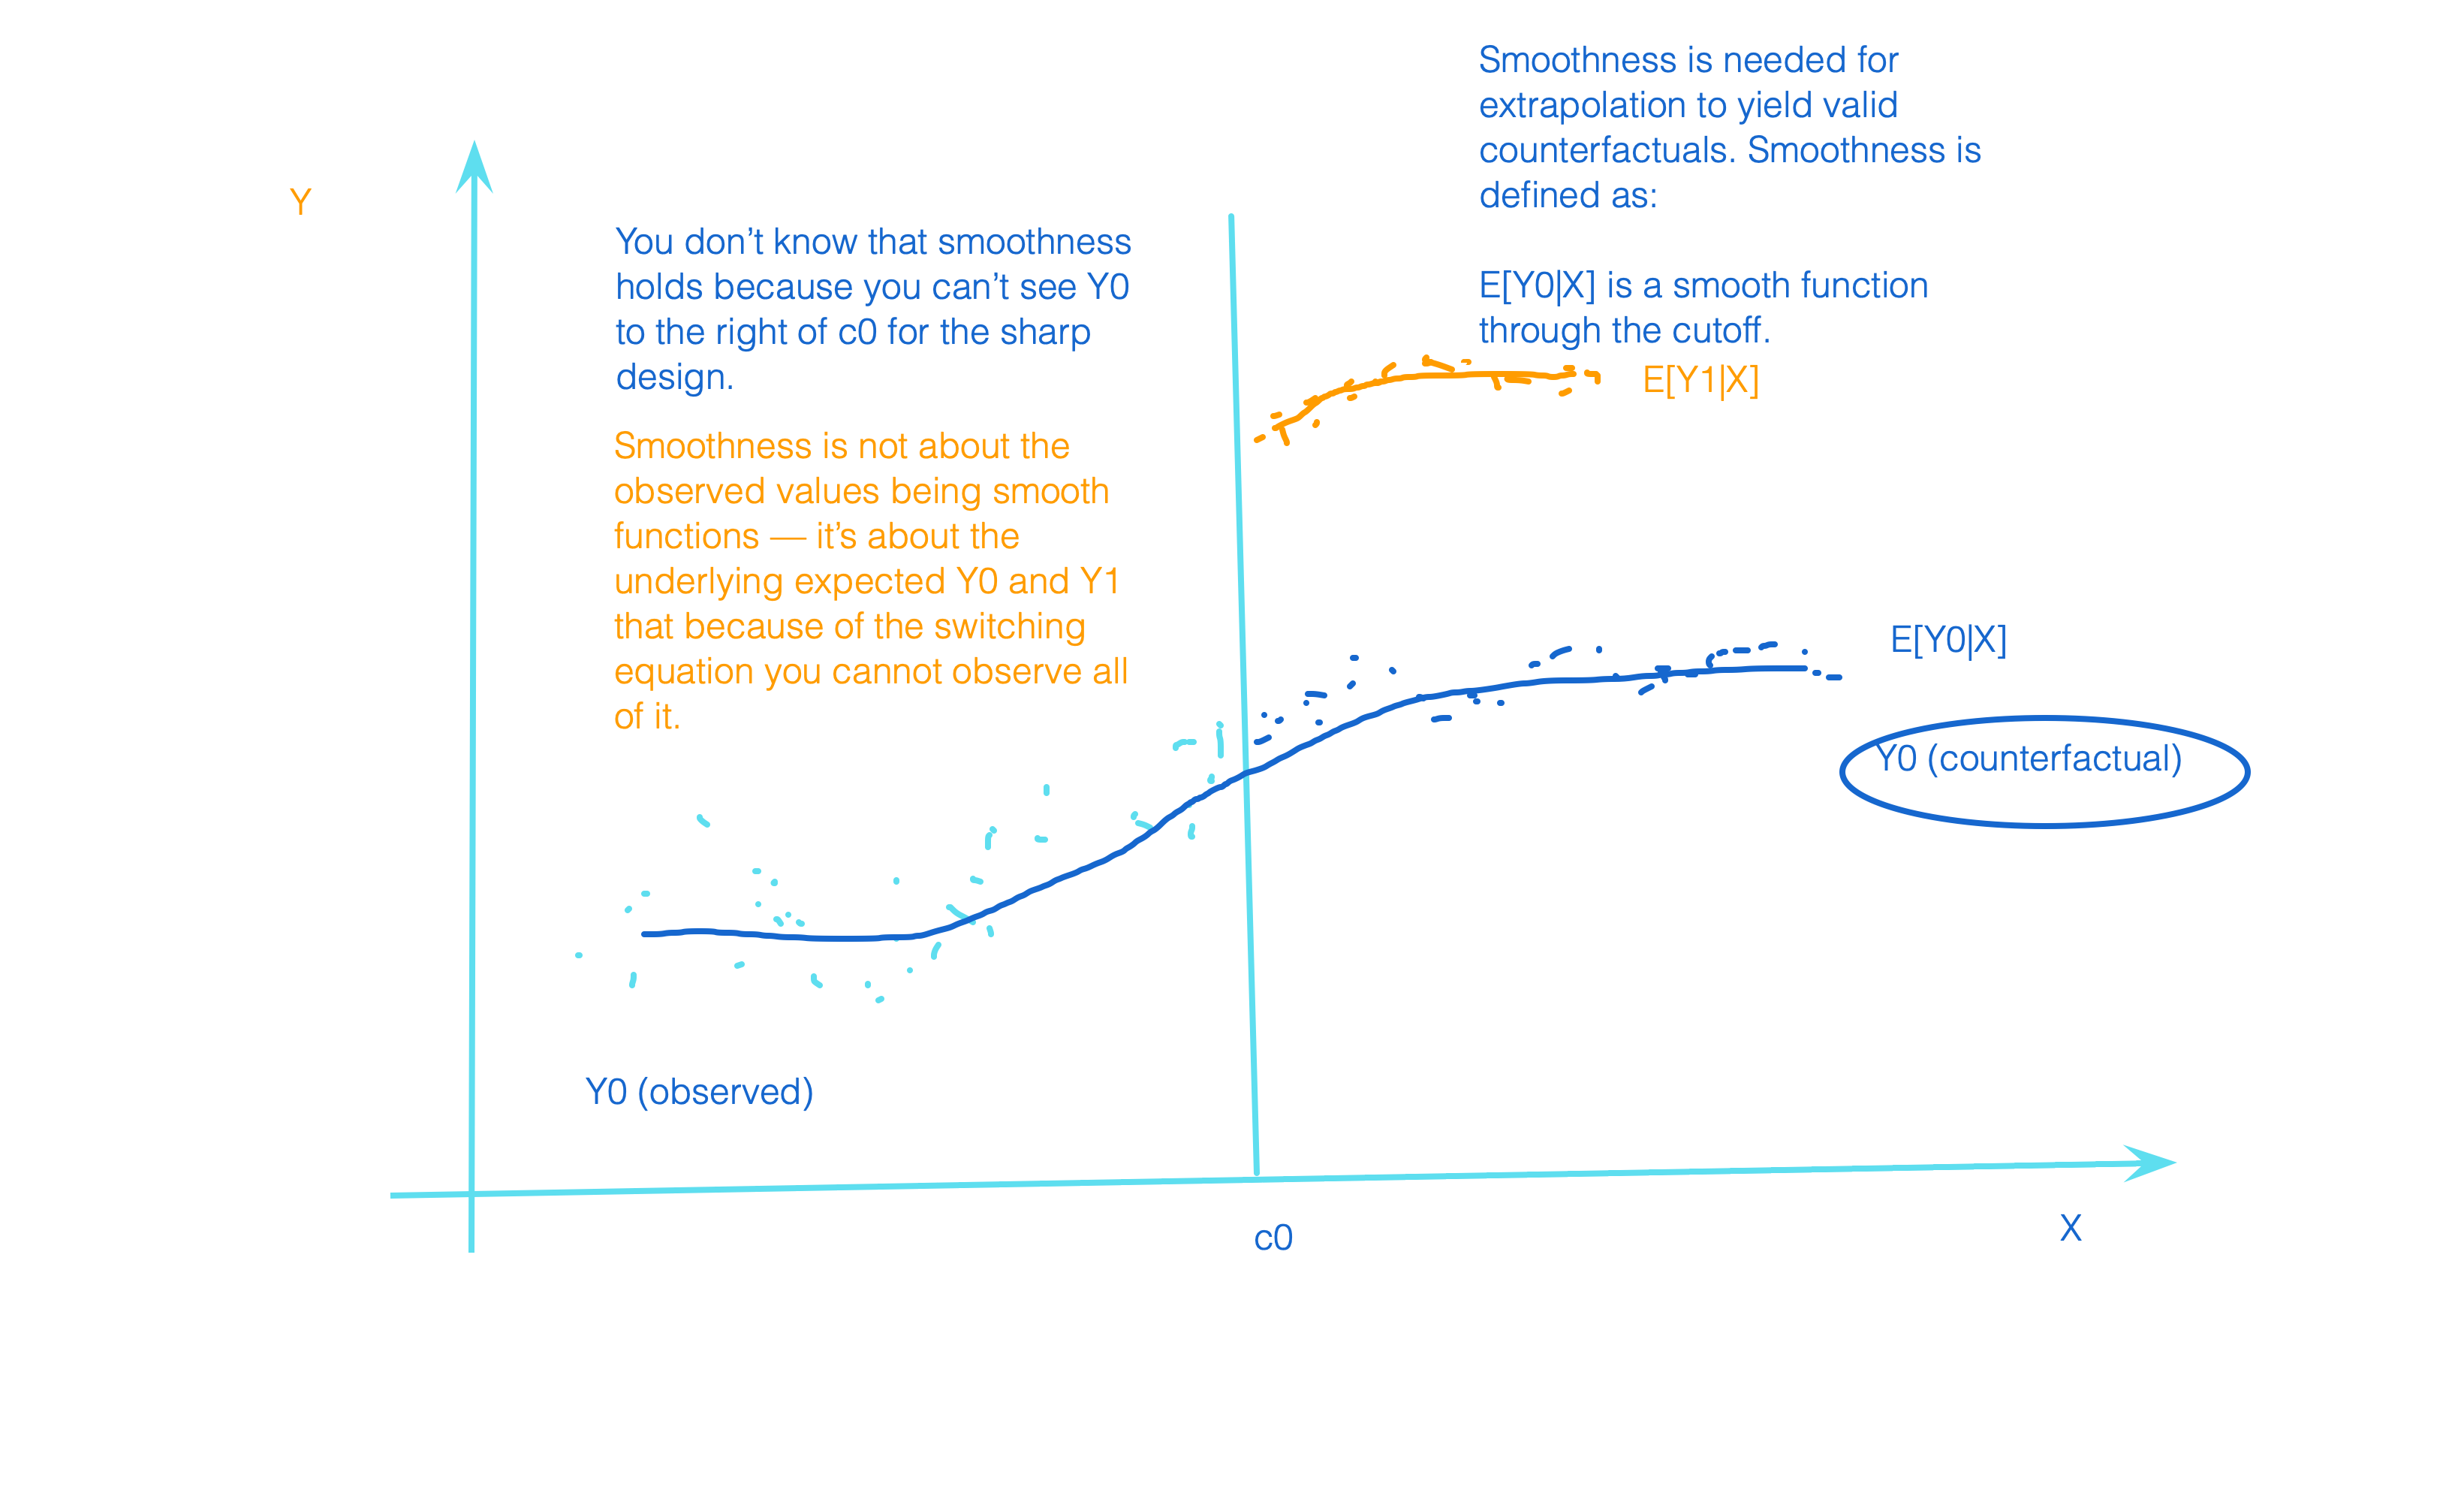 Smoothness is needed for
extrapolation to yield valid
counterfactuals. Smoothness is
defined as:
E[Y0|X] is a smooth function
through the cutoff.
Y
You don’t know that smoothness
holds because you can’t see Y0
to the right of c0 for the sharp
design.
E[Y1|X]
Smoothness is not about the
observed values being smooth
functions — it’s about the
underlying expected Y0 and Y1
that because of the switching
equation you cannot observe all
of it.
E[Y0|X]
Y0 (counterfactual)
Y0 (observed)
c0
X